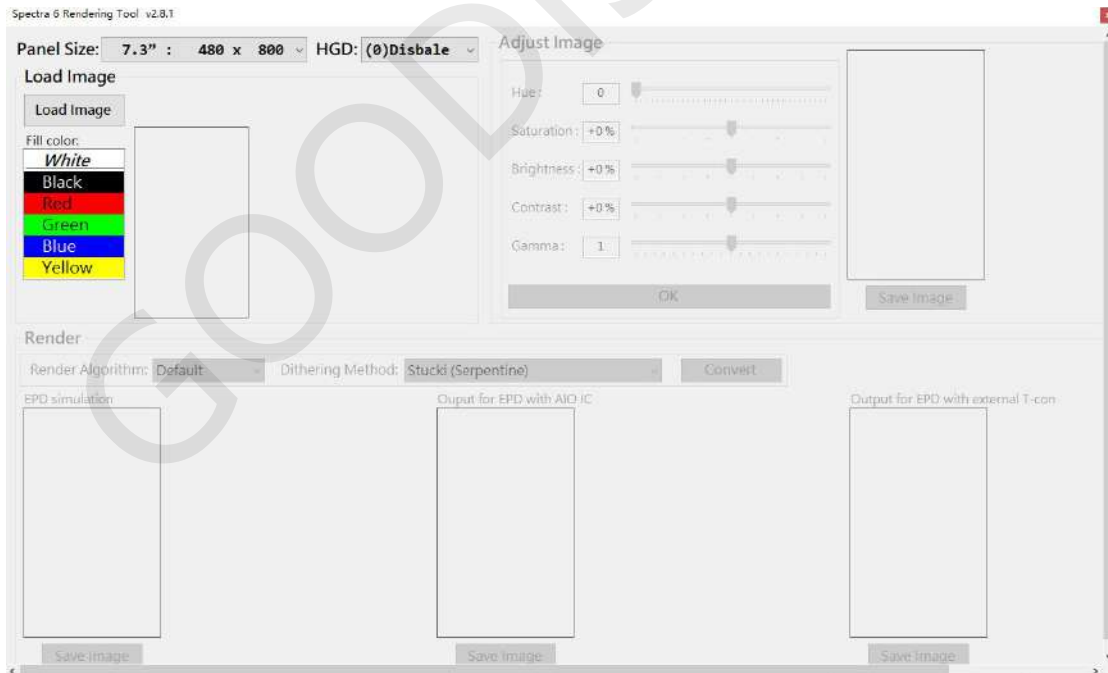 Spectra 6 Rendering Tool v2.8.1
Panel Size: 7.3" : 480 x 800 HGD: (0)Disbale
Load Image
Load Image
Fill color:
White
Black
Red
Green
Blue
Yellow
Adjust Image
Hue: 0
Saturation: +0%
Brightness: +0%
Contrast: +0%
Gamma: 1
OK
Save Image
Render
Render Algorithm: Default Dithering Method: Stucki (Serpentine) Convert
EPD simulation Ouput for EPD with AIO IC Output for EPD with external T-con
Save Image Save Image Save Image